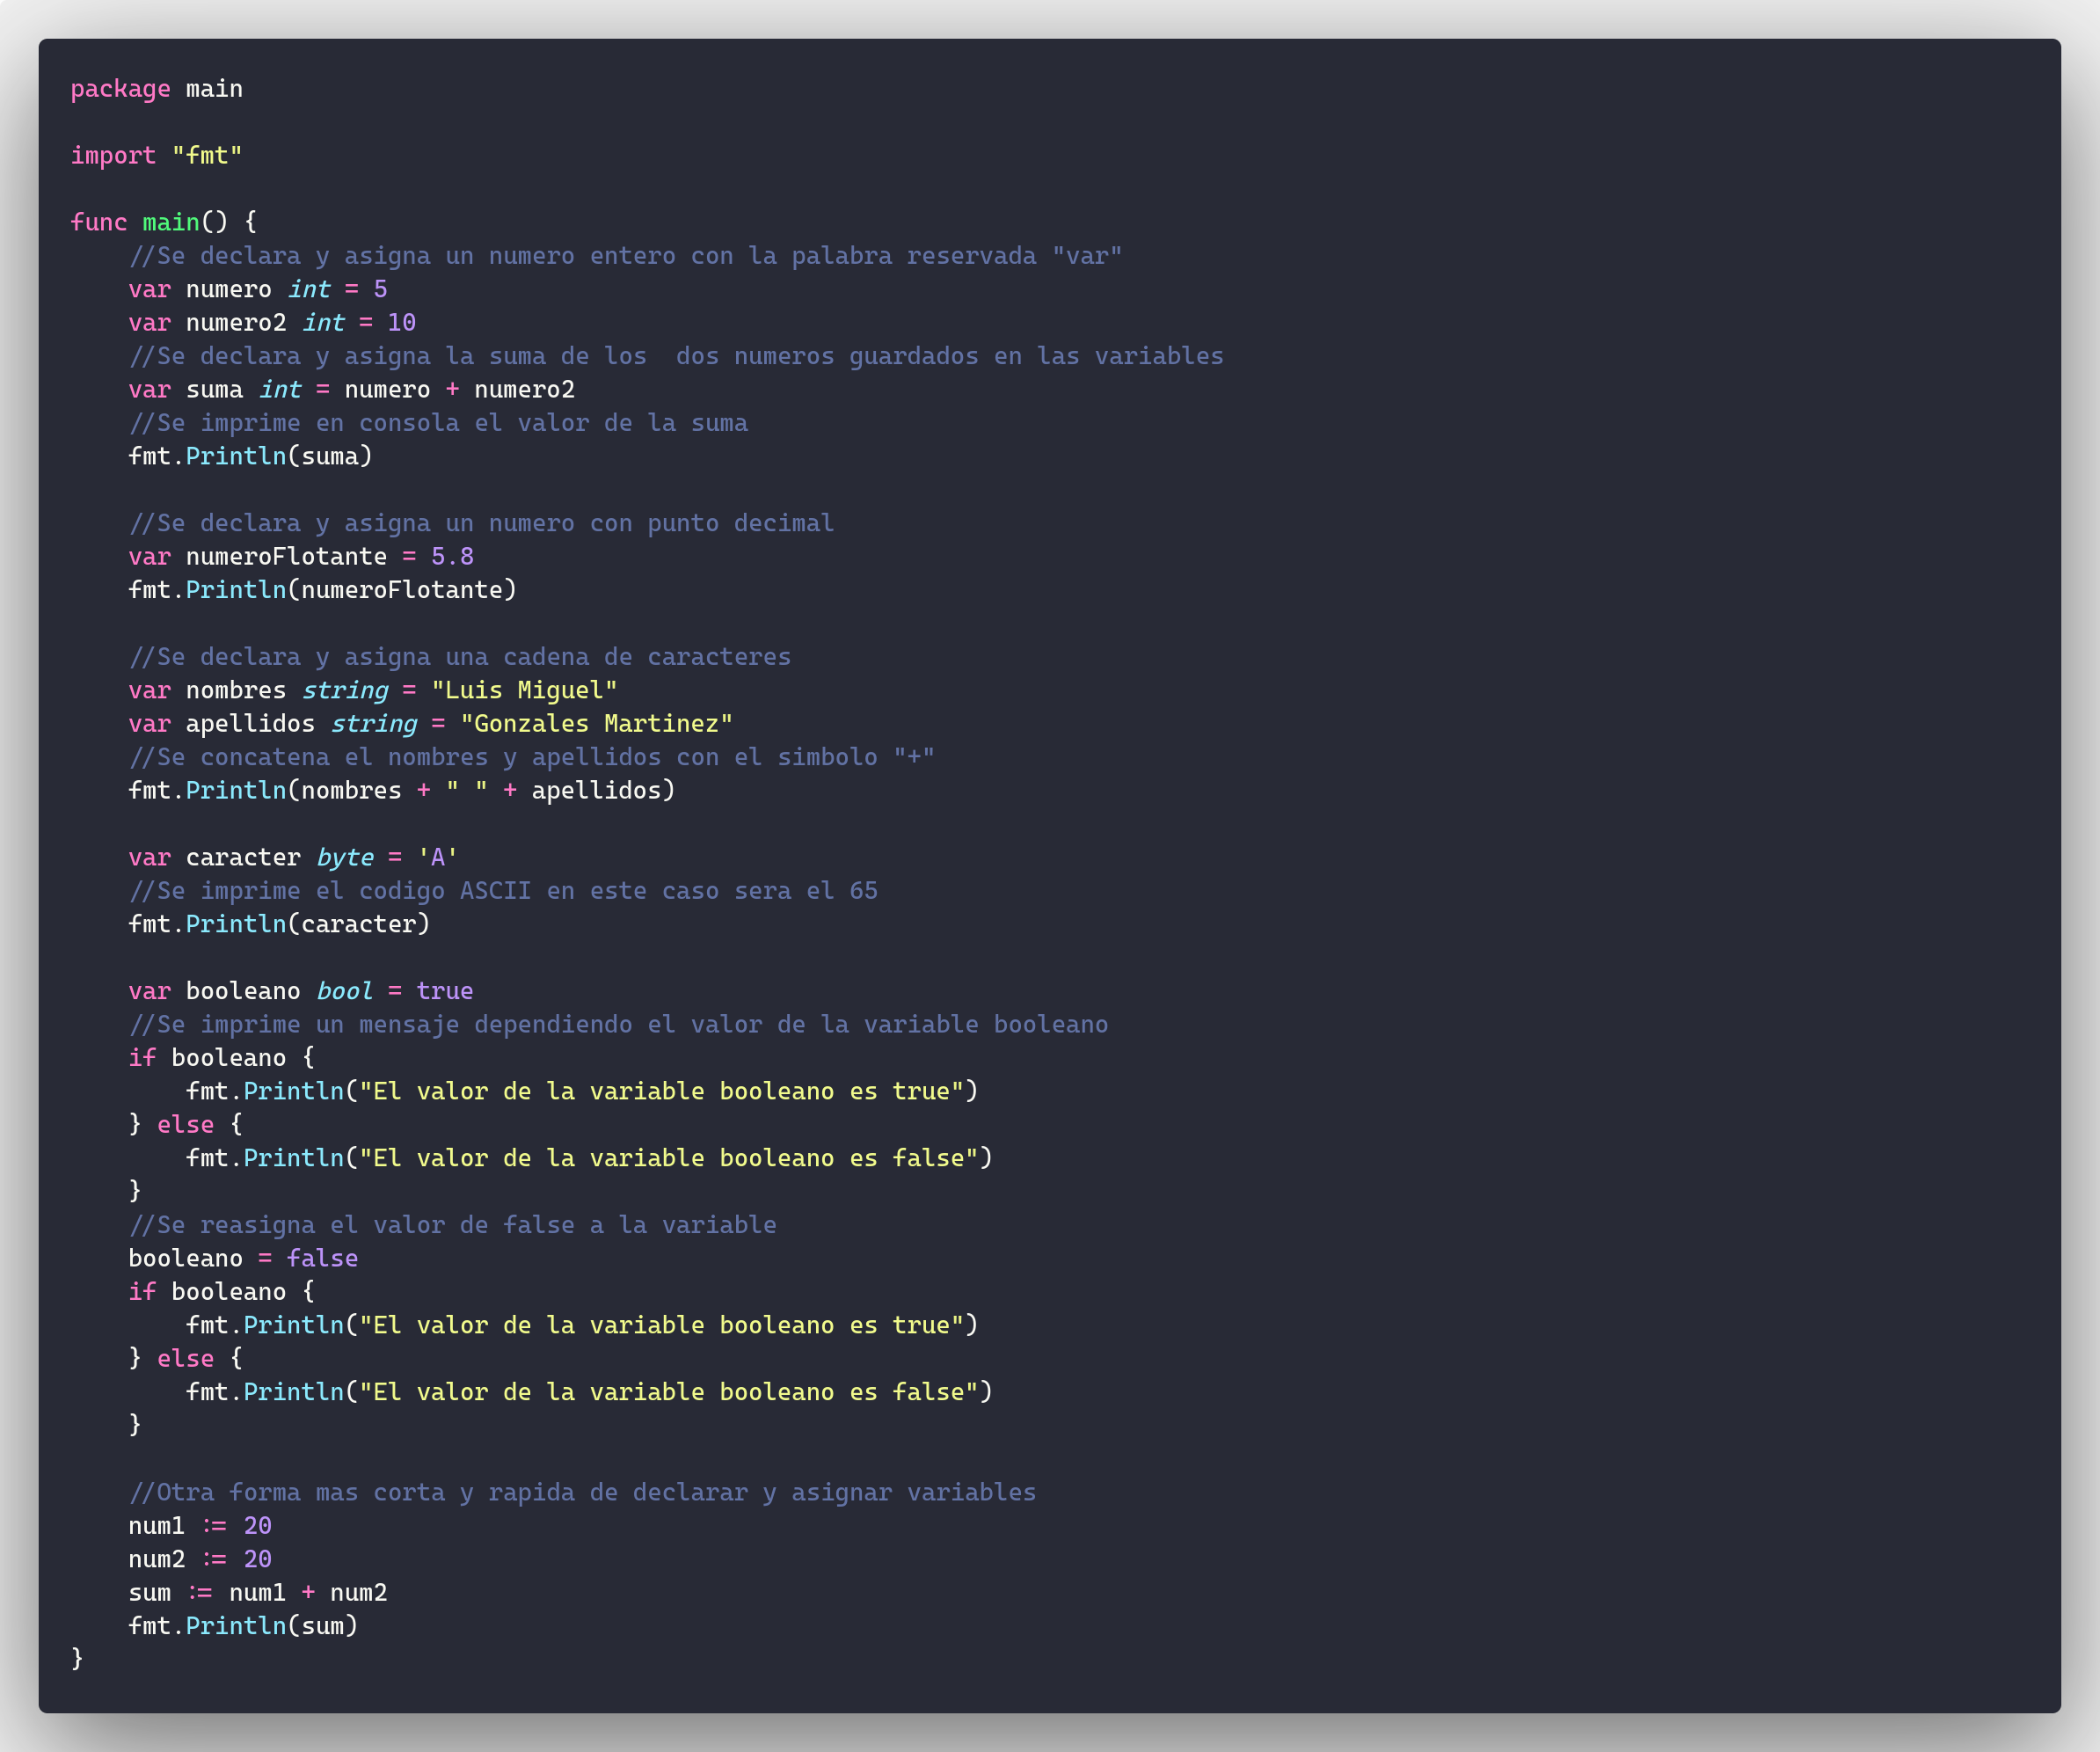 package main

import "fmt"

func main() {
    //Se declara y asigna un numero entero con la palabra reservada "var"
    var numero int = 5
    var numero2 int = 10
    //Se declara y asigna la suma de los  dos numeros guardados en las variables
    var suma int = numero + numero2
    //Se imprime en consola el valor de la suma
    fmt.Println(suma)

    //Se declara y asigna un numero con punto decimal
    var numeroFlotante = 5.8
    fmt.Println(numeroFlotante)

    //Se declara y asigna una cadena de caracteres
    var nombres string = "Luis Miguel"
    var apellidos string = "Gonzales Martinez"
    //Se concatena el nombres y apellidos con el simbolo "+"
    fmt.Println(nombres + " " + apellidos)

    var caracter byte = 'A'
    //Se imprime el codigo ASCII en este caso sera el 65
    fmt.Println(caracter)

    var booleano bool = true
    //Se imprime un mensaje dependiendo el valor de la variable booleano
    if booleano {
        fmt.Println("El valor de la variable booleano es true")
    } else {
        fmt.Println("El valor de la variable booleano es false")
    }
    //Se reasigna el valor de false a la variable
    booleano = false
    if booleano {
        fmt.Println("El valor de la variable booleano es true")
    } else {
        fmt.Println("El valor de la variable booleano es false")
    }

    //Otra forma mas corta y rapida de declarar y asignar variables
    num1 := 20
    num2 := 20
    sum := num1 + num2
    fmt.Println(sum)
}